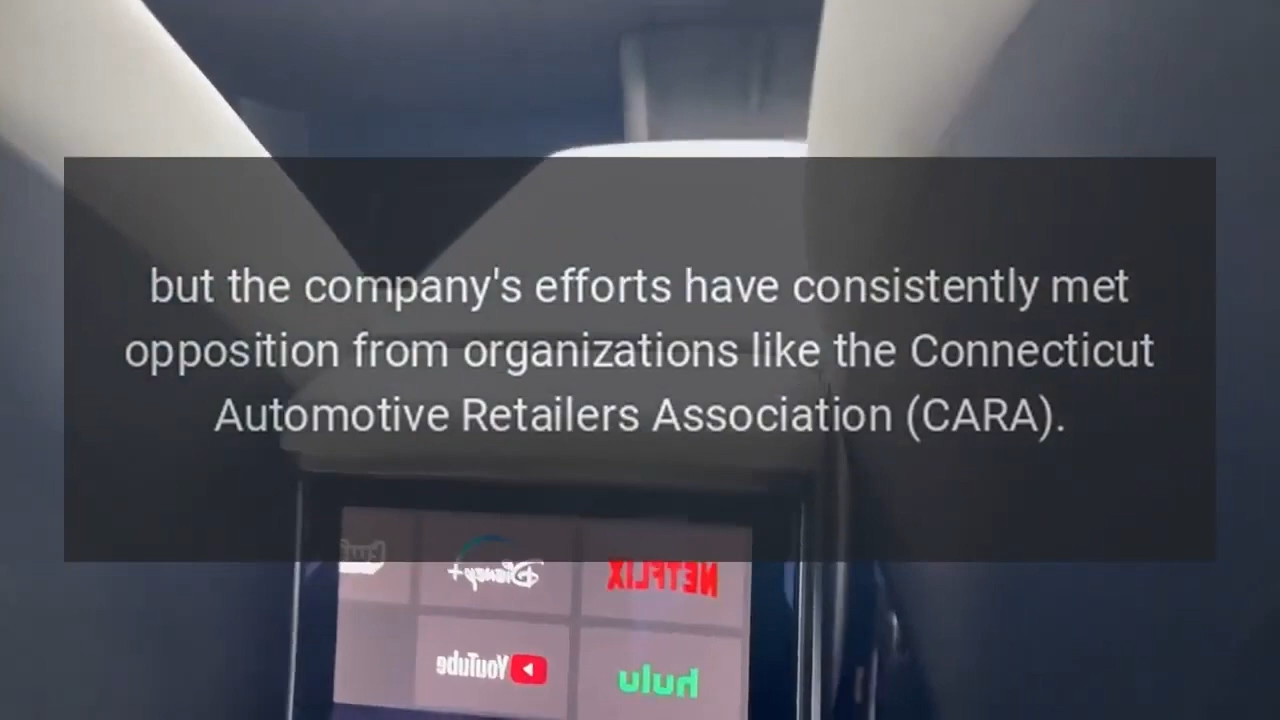 but the company's efforts have consistently met
opposition from organizations like the Connecticut
Automotive Retailers Association (CARA).
Disney+
NETFLIX
YouTube
hulu